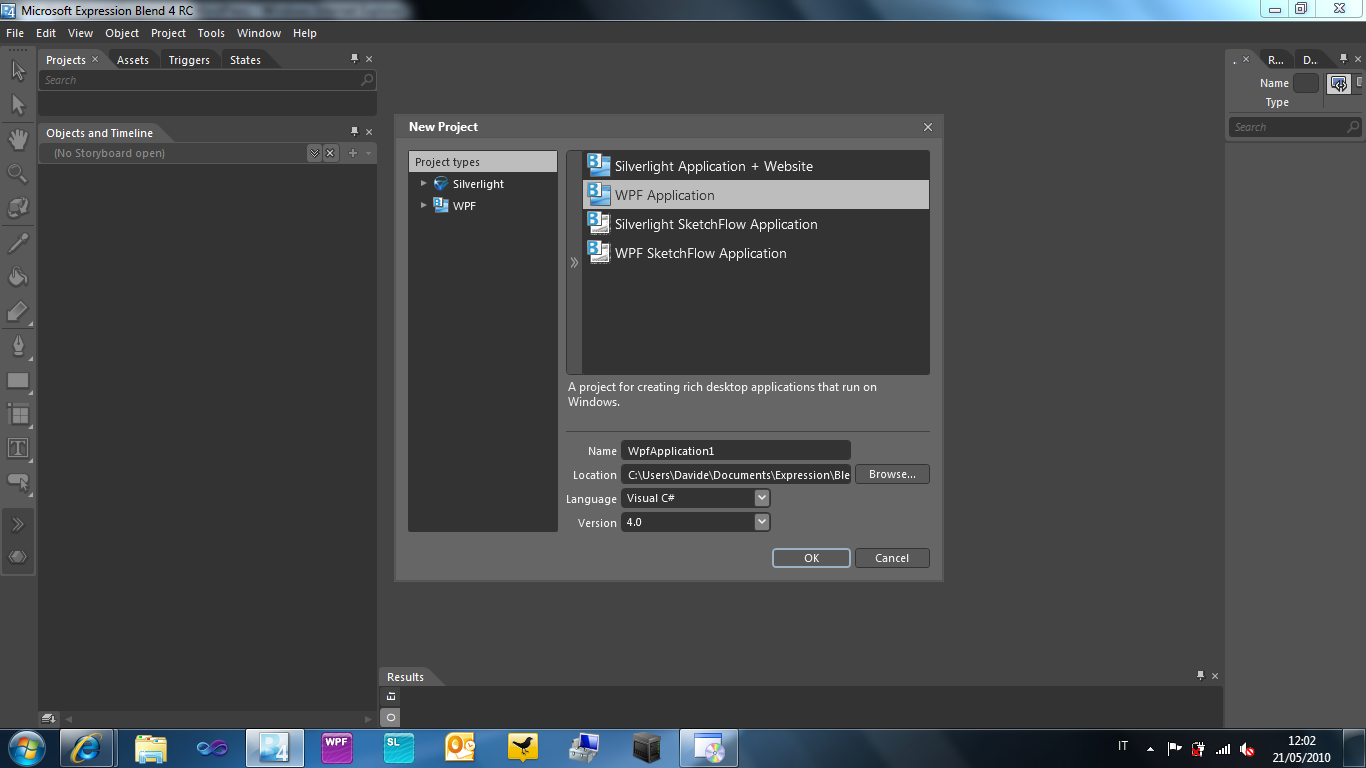 Microsoft Expression Blend 4 RC
File Edit View Object Project Tools Window Help
Projects Assets Triggers States
Search
Objects and Timeline
(No Storyboard open)
New Project
Project types
Silverlight
WPF
Silverlight Application + Website
WPF Application
Silverlight SketchFlow Application
WPF SketchFlow Application
A project for creating rich desktop applications that run on
Windows.
Name WpfApplication1
Location C:\Users\Davide\Documents\Expression\Ble Browse...
Language Visual C#
Version 4.0
OK Cancel
. R... D...
Name
Type
Search
Results
Er
O
B 4 WPF SL
IT
12:02
21/05/2010